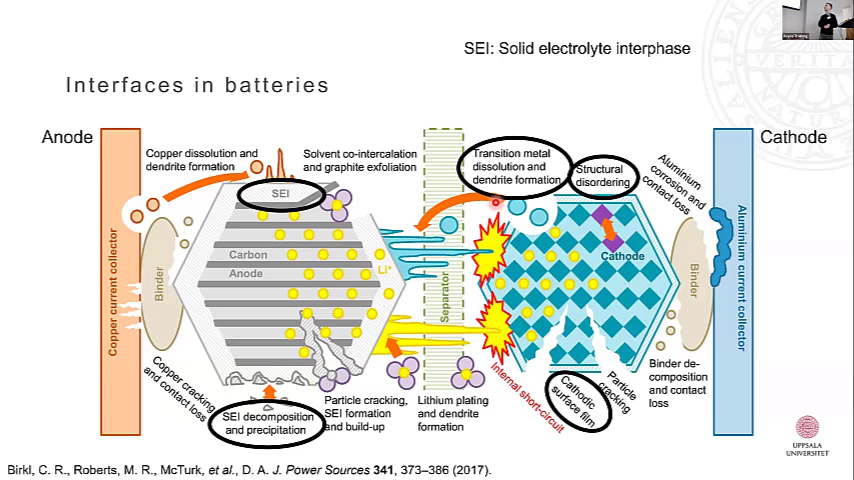 SEI: Solid electrolyte interphase
Interfaces in batteries
Anode
Cathode
Copper dissolution and
dendrite formation
Solvent co-intercalation
and graphite exfoliation
Transition metal
dissolution and
dendrite formation
Structural
disordering
Aluminium
corrosion and
contact loss
SEI
Carbon
Anode
Li+
Cathode
Copper current collector
Binder
Separator
Binder
Aluminium current collector
Copper cracking
and contact loss
SEI decomposition
and precipitation
Particle cracking,
SEI formation
and build-up
Lithium plating
and dendrite
formation
Internal short-circuit
Cathodic
surface film
Particle
cracking
Binder de-
composition and
contact loss
UPPSALA
UNIVERSITET
Birkl, C. R., Roberts, M. R., McTurk, et al., D. A. J. Power Sources 341, 373–386 (2017).